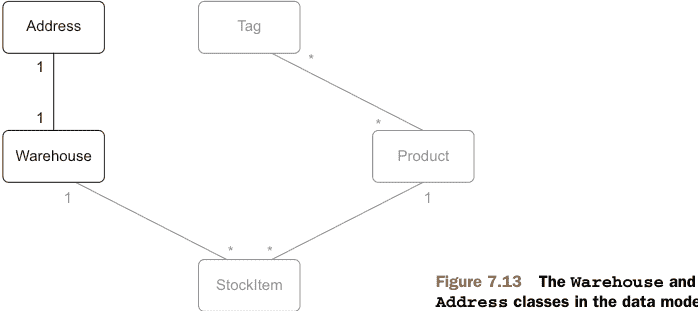 Address
Tag
1
*
1
*
Warehouse
Product
1
1
*
*
StockItem
Figure 7.13 The Warehouse and
Address classes in the data mode